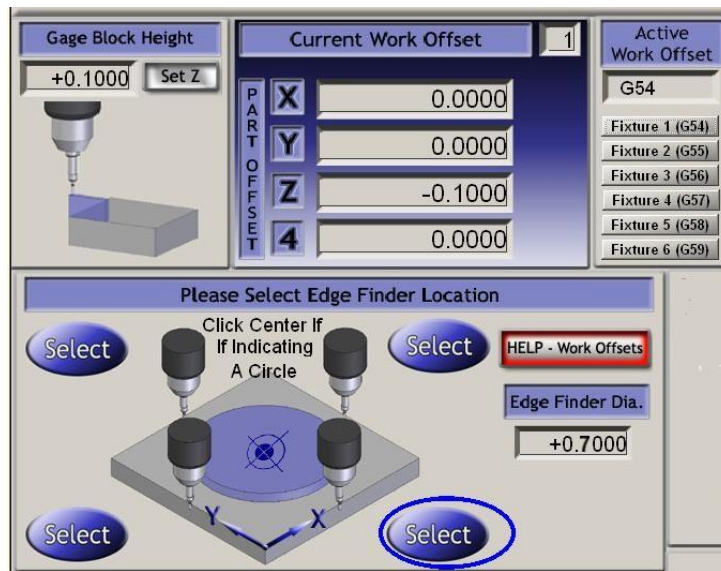 Gage Block Height
+0.1000
Set Z
Current Work Offset
1
PART OFFSET
X
0.0000
Y
0.0000
Z
-0.1000
4
0.0000
Active
Work Offset
G54
Fixture 1 (G54)
Fixture 2 (G55)
Fixture 3 (G56)
Fixture 4 (G57)
Fixture 5 (G58)
Fixture 6 (G59)
Please Select Edge Finder Location
Select
Click Center If
If Indicating
A Circle
Select
HELP - Work Offsets
Edge Finder Dia.
+0.7000
Select
Y
X
Select